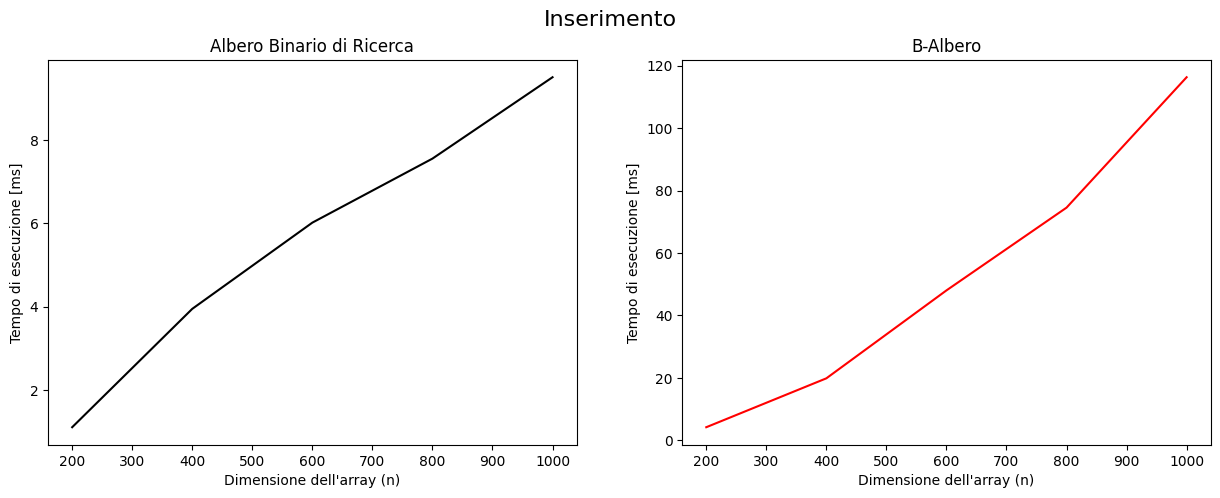 Inserimento
Albero Binario di Ricerca
Tempo di esecuzione [ms]
8
6
4
2
200 300 400 500 600 700 800 900 1000
Dimensione dell'array (n)
B-Albero
Tempo di esecuzione [ms]
120
100
80
60
40
20
0
200 300 400 500 600 700 800 900 1000
Dimensione dell'array (n)